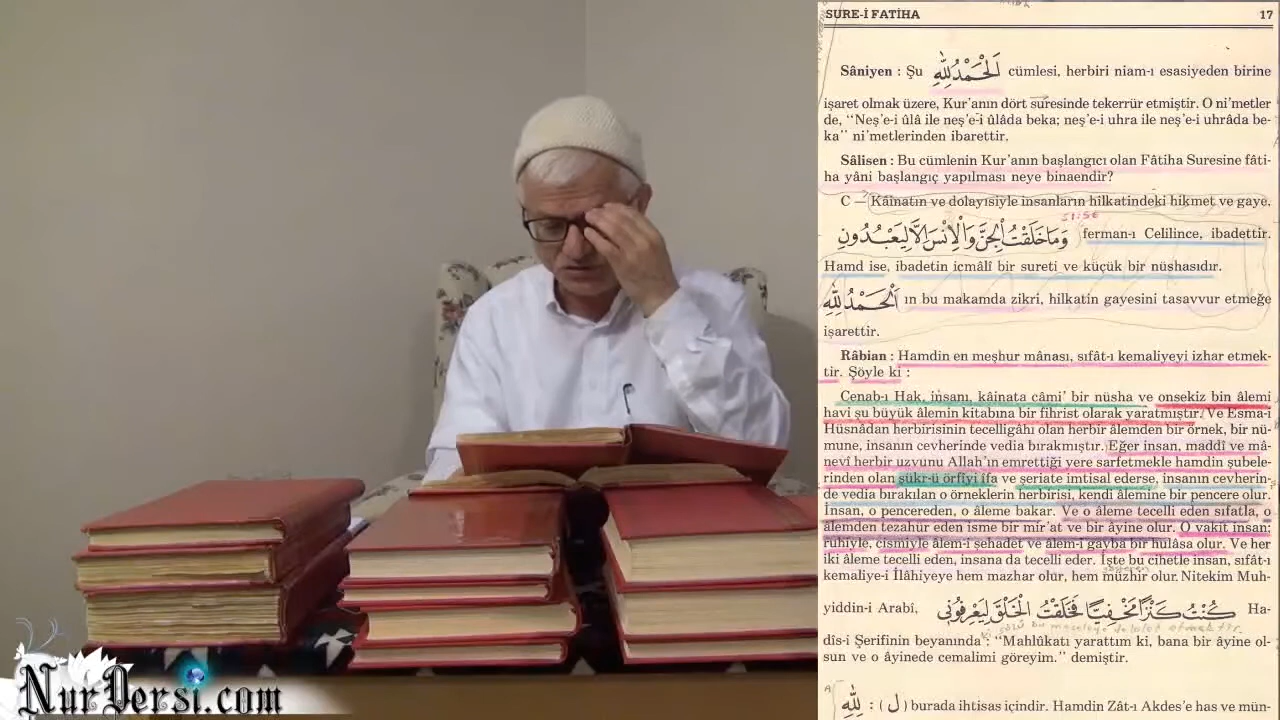 SURE-İ FATİHA 17
Sâniyen : Şu اَلْحَمْدُ لِلّٰهِ cümlesi, herbiri niam-ı esasiyeden birine
işaret olmak üzere, Kur'anın dört suresinde tekerrür etmiştir. O ni'metler
de, "Neş'e-i ûlâ ile neş'e-i ûlâda beka; neş'e-i uhra ile neş'e-i uhrâda be-
ka" ni'metlerinden ibarettir.
Sâlisen : Bu cümlenin Kur'anın başlangıcı olan Fâtiha Suresine fâti-
ha yâni başlangıç yapılması neye binaendir?
C — Kâinatın ve dolayısiyle insanların hilkatindeki hikmet ve gaye,
51:56
وَمَا خَلَقْتُ الْجِنَّ وَالْاِنْسَ اِلَّا لِيَعْبُدُونِ ferman-ı Celilince, ibadettir.
Hamd ise, ibadetin icmâlî bir sureti ve küçük bir nüshasıdır.
اَلْحَمْدُ لِلّٰهِ ın bu makamda zikri, hilkatin gayesini tasavvur etmeğe
işarettir.
Râbian : Hamdin en meşhur mânası, sıfât-ı kemaliyeyi izhar etmek-
tir. Şöyle ki :
Cenab-ı Hak, insanı, kâinata câmi' bir nüsha ve onsekiz bin âlemi
havi şu büyük âlemin kitabına bir fihrist olarak yaratmıştır. Ve Esma-i
Hüsnâdan herbirisinin tecelligâhı olan herbir âlemden bir örnek, bir nü-
mune, insanın cevherinde vedia bırakmıştır. Eğer insan, maddî ve mâ-
nevî herbir uzvunu Allah'ın emrettiği yere sarfetmekle hamdin şubele-
rinden olan şükr-ü örfiyi îfa ve şeriate imtisal ederse, insanın cevherin-
de vedia bırakılan o örneklerin herbirisi, kendi âlemine bir pencere olur.
İnsan, o pencereden, o âleme bakar. Ve o âleme tecelli eden sıfatla, o
âlemden tezahür eden isme bir mir'at ve bir âyine olur. O vakit insan;
ruhiyle, cismiyle âlem-i şehadet ve âlem-i gayba bir hulâsa olur. Ve her
iki âleme tecelli eden, insana da tecelli eder. İşte bu cihetle insan, sıfât-ı
kemaliye-i İlâhiyeye hem mazhar olur, hem müzhir olur. Nitekim Muh-
yiddin-i Arabî, كُنْتُ كَنْزًا مَخْفِيًّا فَخَلَقْتُ الْخَلْقَ لِيَعْرِفُونِى Ha-
dîs-i Şerifinin beyanında : "Mahlûkatı yarattım ki, bana bir âyine ol-
sun ve o âyinede cemalimi göreyim." demiştir.
لِلّٰهِ : ( ل ) burada ihtisas içindir. Hamdin Zât-ı Akdes'e has ve mün-
NurDersi.com